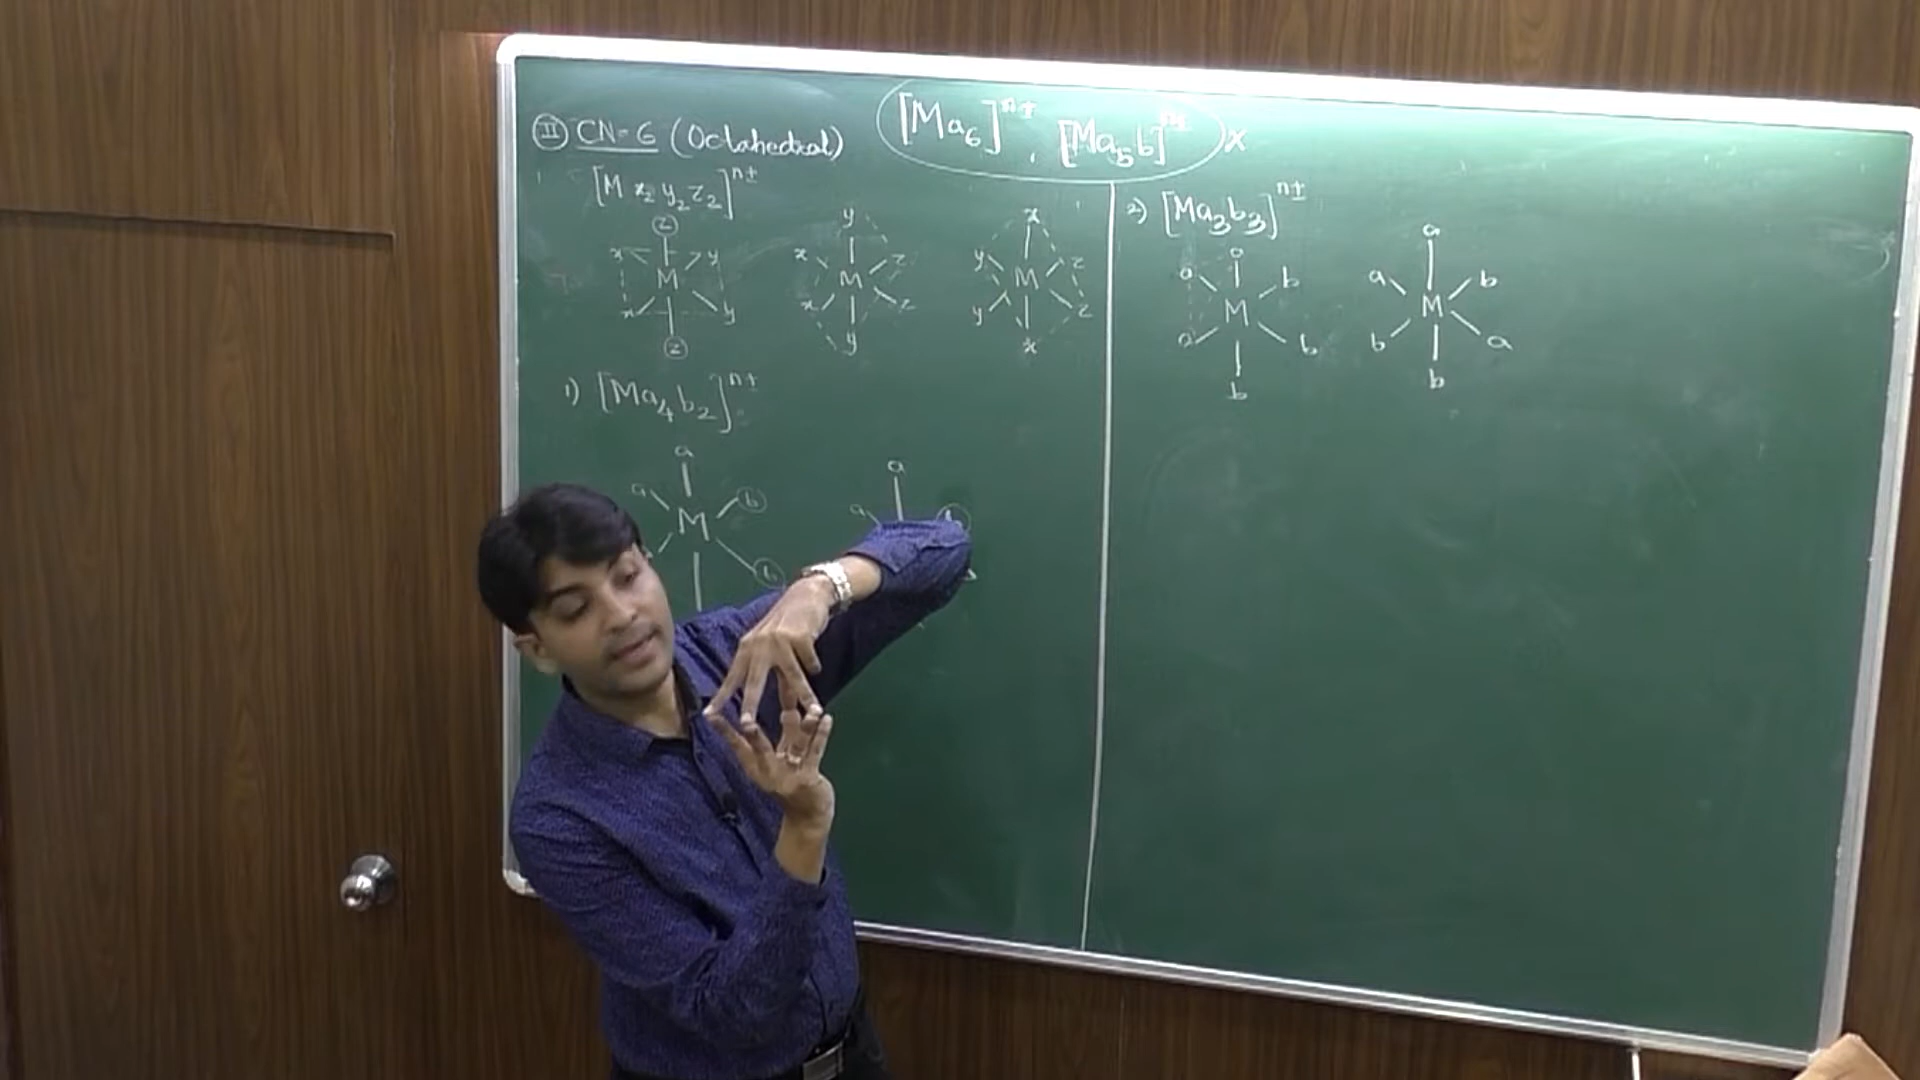 [Ma₆]ⁿ±, [Ma₅b]ⁿ± X
II CN=6 (Octahedral)
[M x₂ y₂ z₂]ⁿ±
z
x y
M
x y
z
y
x z
M
x z
y
x
y z
M
y z
x
1) [Ma₄b₂]ⁿ±
a
a b
M
b
a
a b
2) [Ma₃b₃]ⁿ±
a
a b
M
a b
b
a
a b
M
b a
b